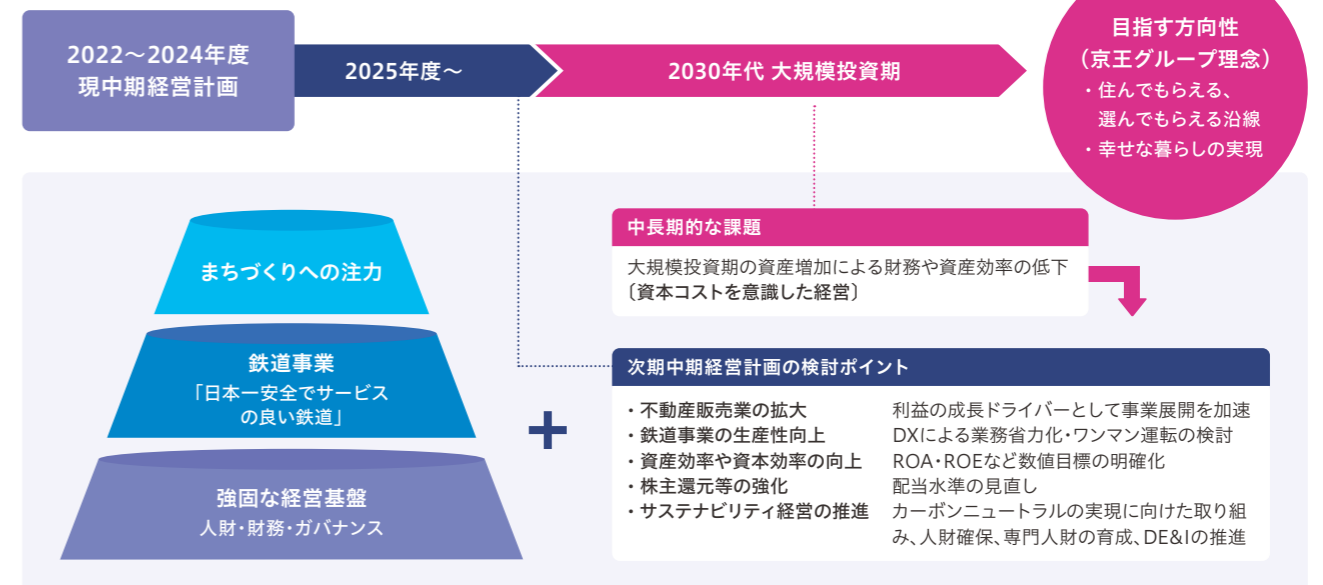 2022～2024年度
現中期経営計画
2025年度～
2030年代 大規模投資期
目指す方向性
（京王グループ理念）
・住んでもらえる、
選んでもらえる沿線
・幸せな暮らしの実現
まちづくりへの注力
鉄道事業
「日本一安全でサービス
の良い鉄道」
強固な経営基盤
人財・財務・ガバナンス
+
中長期的な課題
大規模投資期の資産増加による財務や資産効率の低下
〔資本コストを意識した経営〕
次期中期経営計画の検討ポイント
・不動産販売業の拡大 利益の成長ドライバーとして事業展開を加速
・鉄道事業の生産性向上 DXによる業務省力化・ワンマン運転の検討
・資産効率や資本効率の向上 ROA・ROEなど数値目標の明確化
・株主還元等の強化 配当水準の見直し
・サステナビリティ経営の推進 カーボンニュートラルの実現に向けた取り組
み、人財確保、専門人財の育成、DE&Iの推進